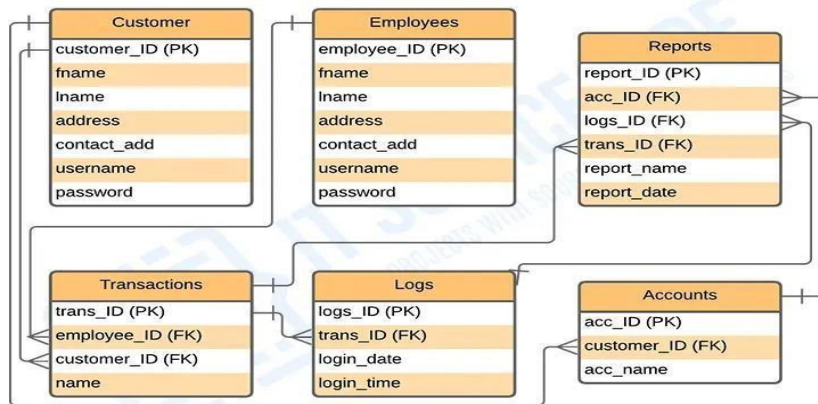 Customer
customer_ID (PK)
fname
lname
address
contact_add
username
password
Employees
employee_ID (PK)
fname
lname
address
contact_add
username
password
Reports
report_ID (PK)
acc_ID (FK)
logs_ID (FK)
trans_ID (FK)
report_name
report_date
Transactions
trans_ID (PK)
employee_ID (FK)
customer_ID (FK)
name
Logs
logs_ID (PK)
trans_ID (FK)
login_date
login_time
Accounts
acc_ID (PK)
customer_ID (FK)
acc_name